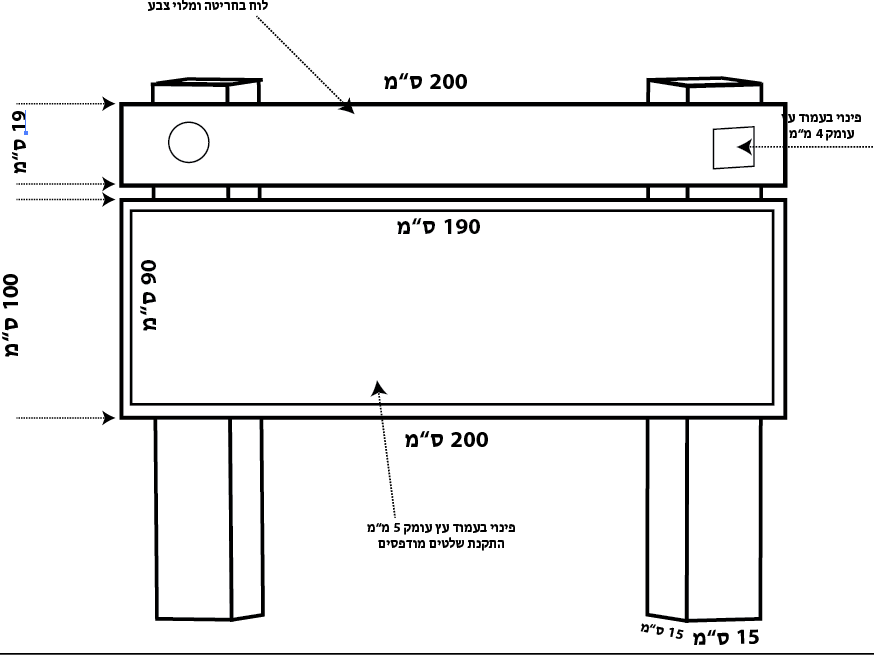 לוח בחריטה ומלוי צבע
200 ס“מ
19 ס“מ
פינוי בעמוד עץ
עומק 4 מ“מ
190 ס“מ
90 ס“מ
100 ס“מ
200 ס“מ
פינוי בעמוד עץ עומק 5 מ“מ
התקנת שלטים מודפסים
15 ס“מ
15 ס“מ